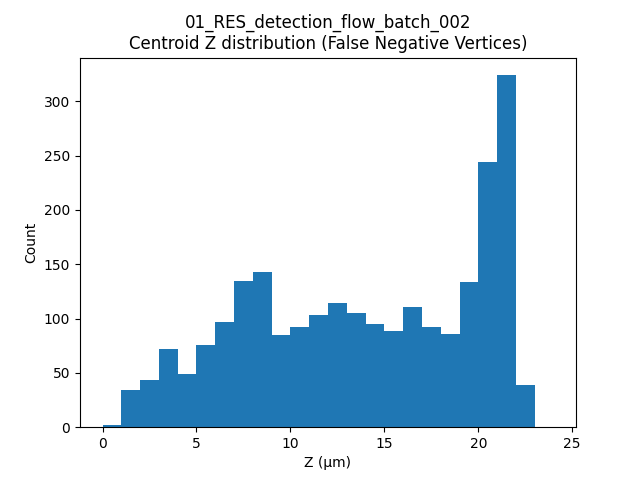 01_RES_detection_flow_batch_002
Centroid Z distribution (False Negative Vertices)
300
250
200
150
100
50
0
Count
0 5 10 15 20 25
Z (μm)